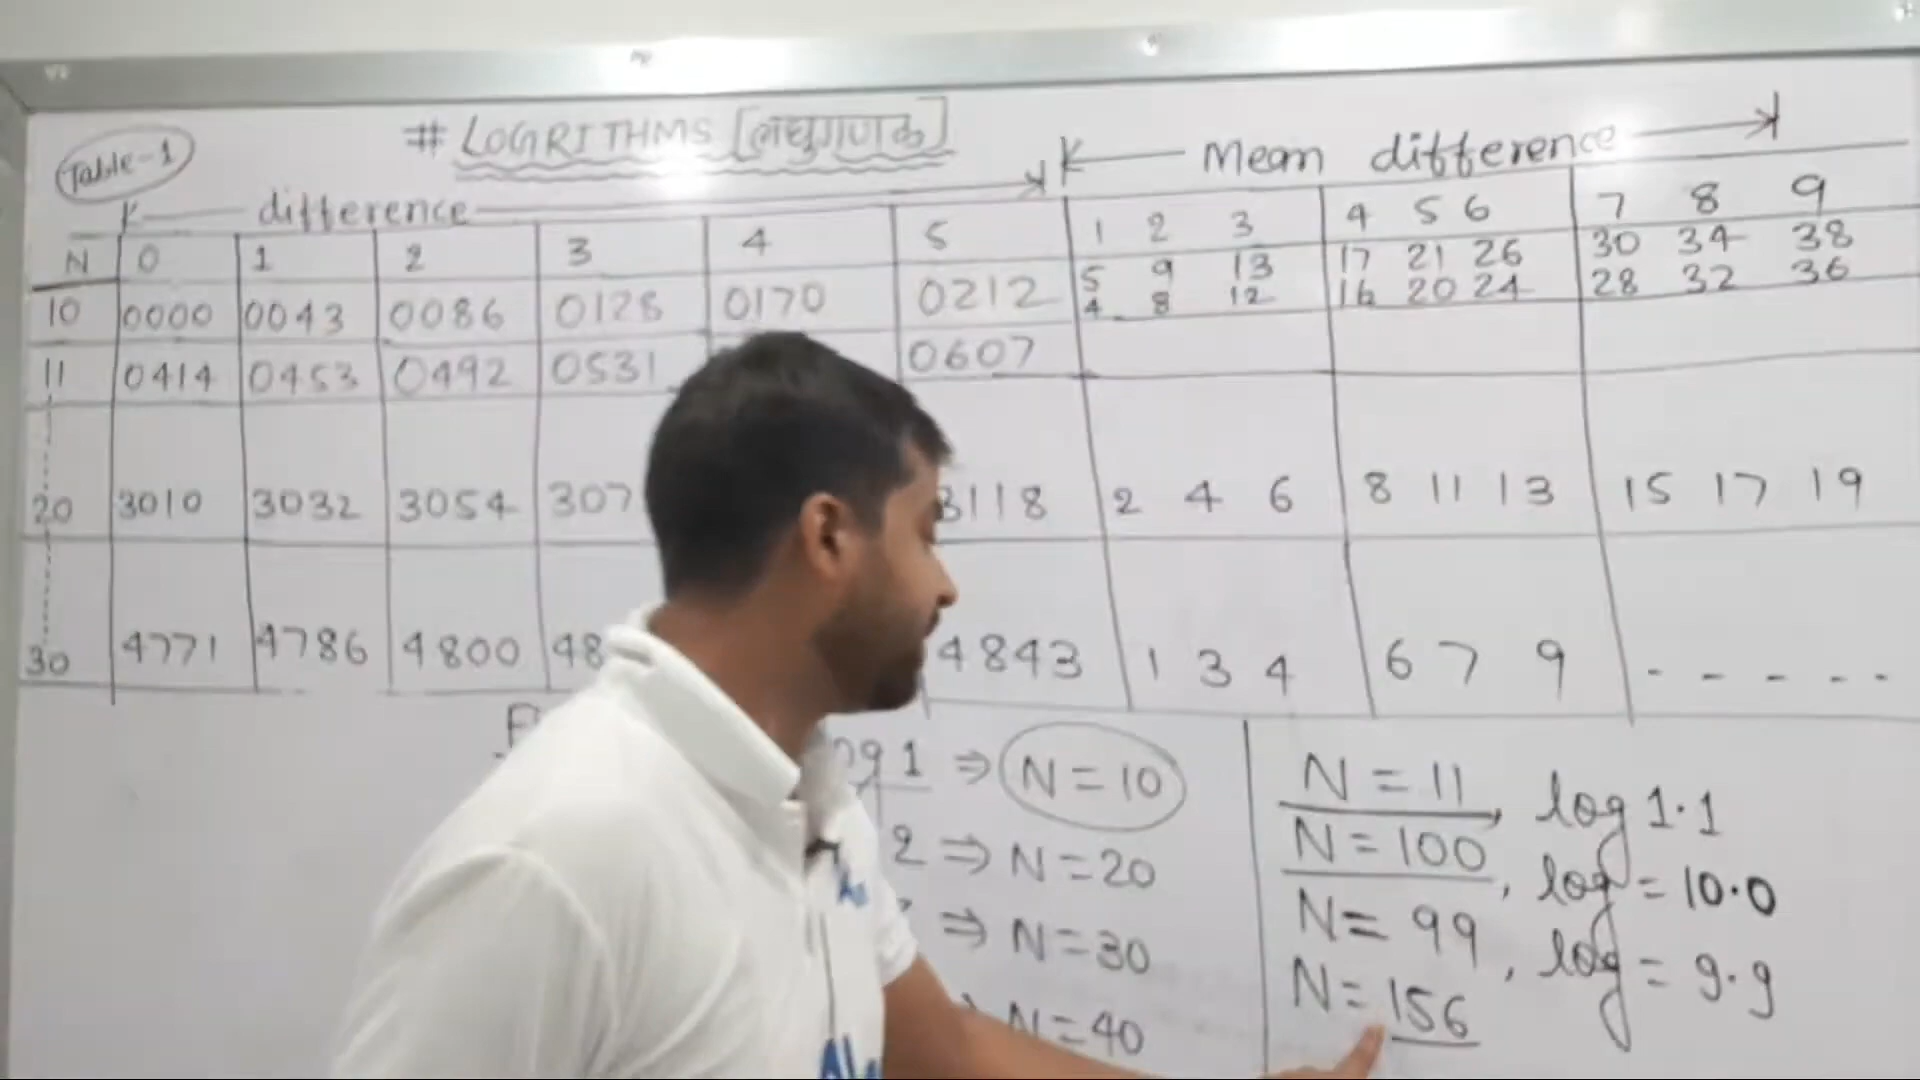 Table-1
# LOGRITHMS [लघुगणक]
difference
Mean difference
N 0 1 2 3 4 5 1 2 3 4 5 6 7 8 9
10 0000 0043 0086 0128 0170 0212 5 9 13 17 21 26 30 34 38
4 8 12 16 20 24 28 32 36
11 0414 0453 0492 0531 0607
20 3010 3032 3054 307 3118 2 4 6 8 11 13 15 17 19
30 4771 4786 4800 48 4843 1 3 4 6 7 9 - - - - -
og 1 ⇒ N = 10
2 ⇒ N = 20
⇒ N = 30
N = 40
N = 11, log 1.1
N = 100, log = 10.0
N = 99, log = 9.9
N = 156